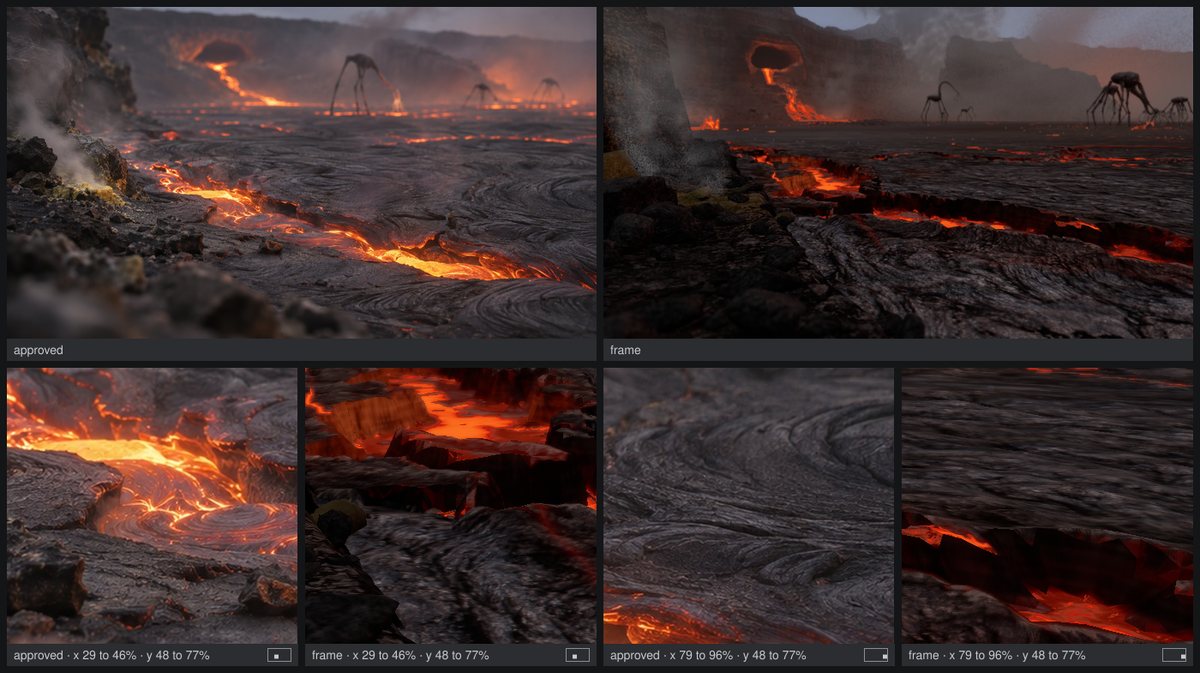 approved
frame
approved · x 29 to 46% · y 48 to 77%
frame · x 29 to 46% · y 48 to 77%
approved · x 79 to 96% · y 48 to 77%
frame · x 79 to 96% · y 48 to 77%